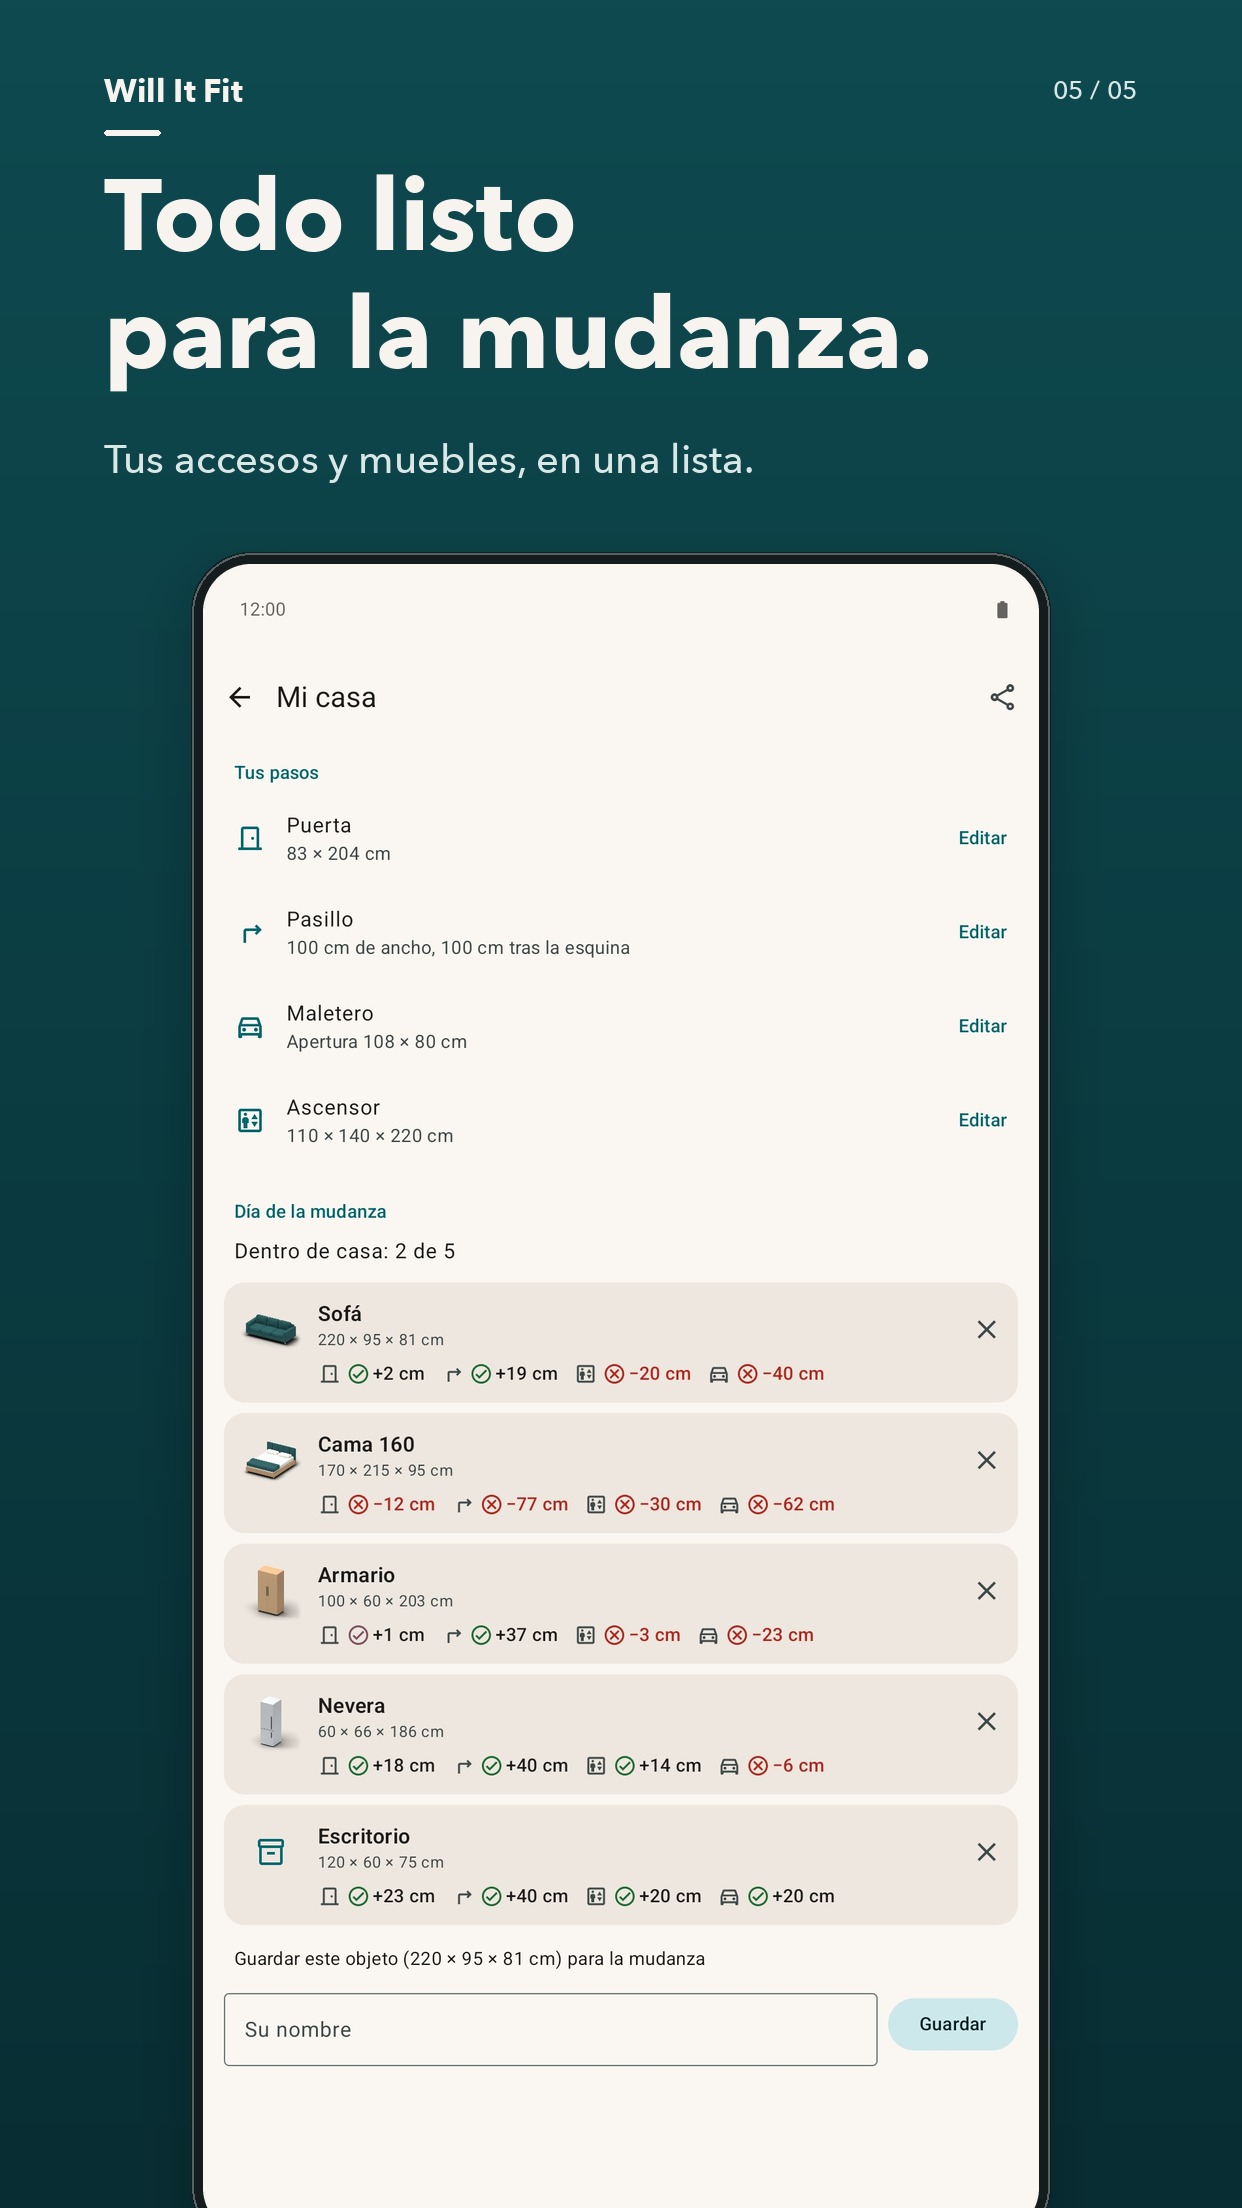 Will It Fit
05 / 05
Todo listo
para la mudanza.
Tus accesos y muebles, en una lista.
12:00
Mi casa
Tus pasos
Puerta
83 × 204 cm
Editar
Pasillo
100 cm de ancho, 100 cm tras la esquina
Editar
Maletero
Apertura 108 × 80 cm
Editar
Ascensor
110 × 140 × 220 cm
Editar
Día de la mudanza
Dentro de casa: 2 de 5
Sofá
220 × 95 × 81 cm
+2 cm +19 cm −20 cm −40 cm
Cama 160
170 × 215 × 95 cm
−12 cm −77 cm −30 cm −62 cm
Armario
100 × 60 × 203 cm
+1 cm +37 cm −3 cm −23 cm
Nevera
60 × 66 × 186 cm
+18 cm +40 cm +14 cm −6 cm
Escritorio
120 × 60 × 75 cm
+23 cm +40 cm +20 cm +20 cm
Guardar este objeto (220 × 95 × 81 cm) para la mudanza
Su nombre
Guardar